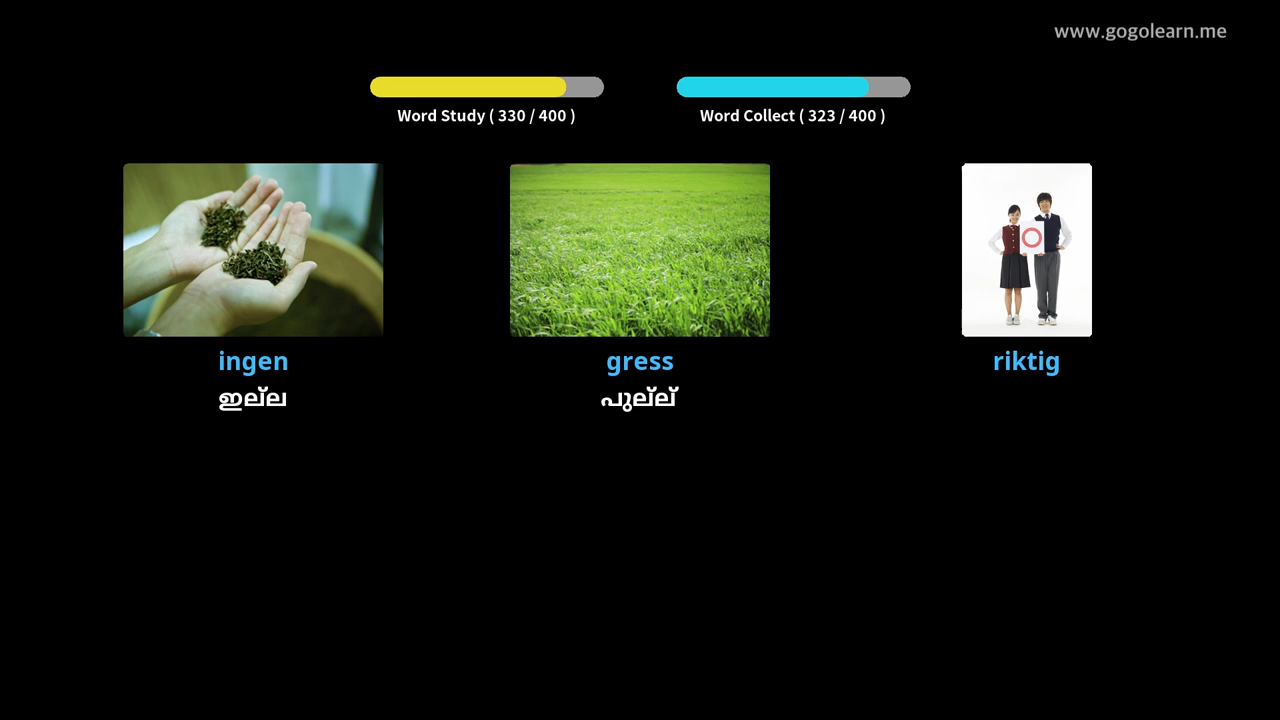 www.gogolearn.me
Word Study ( 330 / 400 )
Word Collect ( 323 / 400 )
ingen
ഇല്ല
gress
പുല്ല്
riktig